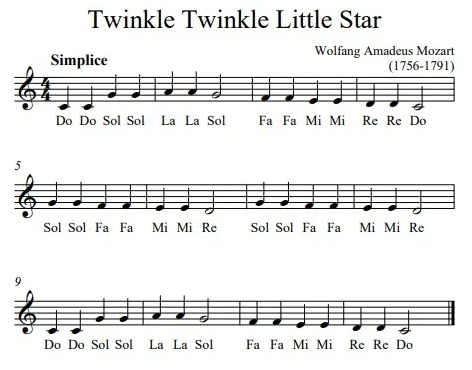 Twinkle Twinkle Little Star
Simplice
Wolfang Amadeus Mozart
(1756-1791)
4
4
Do Do Sol Sol La La Sol Fa Fa Mi Mi Re Re Do
5
Sol Sol Fa Fa Mi Mi Re Sol Sol Fa Fa Mi Mi Re
9
Do Do Sol Sol La La Sol Fa Fa Mi Mi Re Re Do